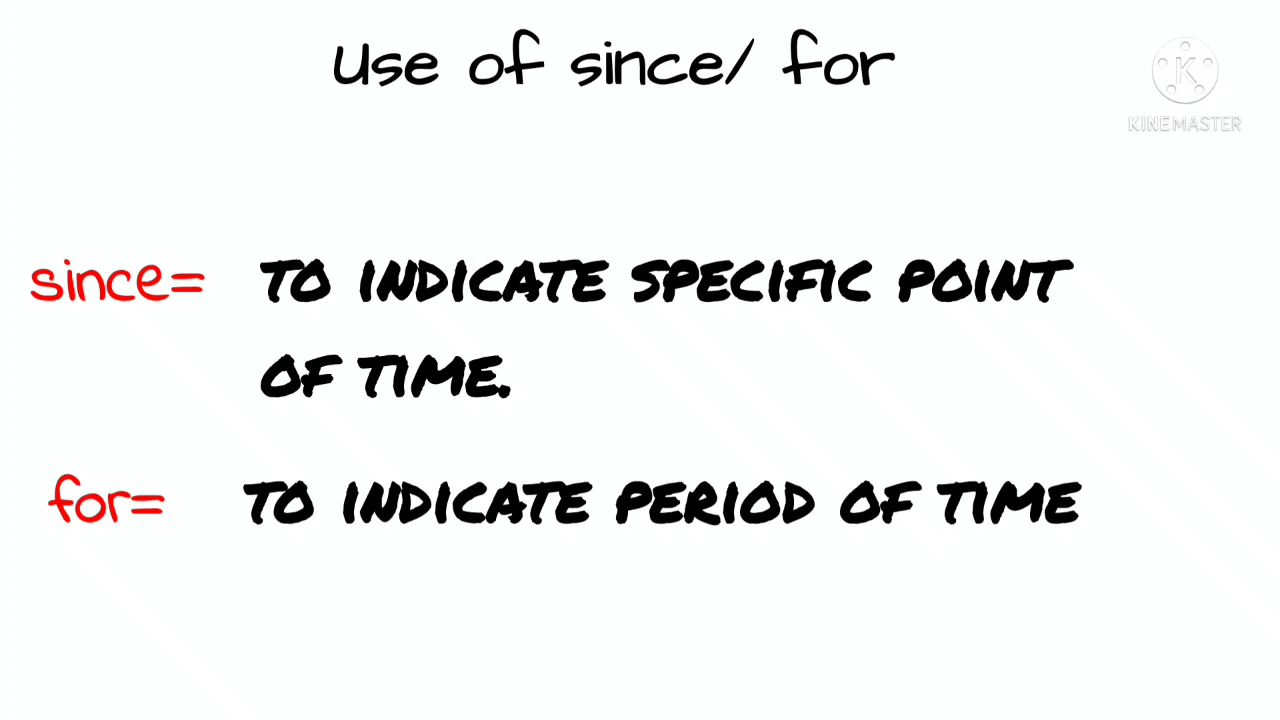 Use of since/ for
KINEMASTER
since= TO INDICATE SPECIFIC POINT
OF TIME.
for= TO INDICATE PERIOD OF TIME